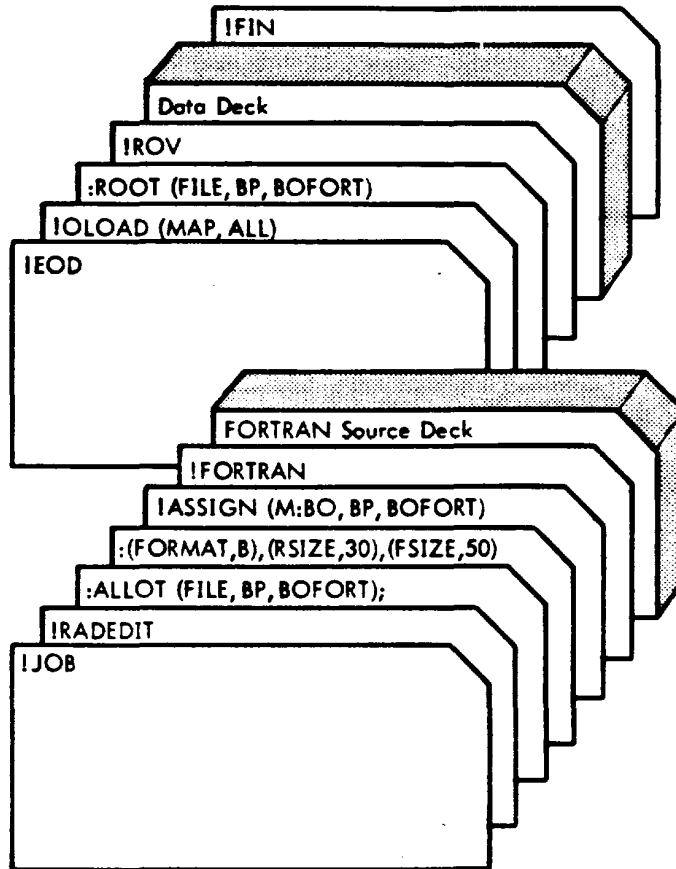 !FIN
Data Deck
!ROV
:ROOT (FILE, BP, BOFORT)
!OLOAD (MAP, ALL)
!EOD
FORTRAN Source Deck
!FORTRAN
!ASSIGN (M:BO, BP, BOFORT)
:(FORMAT,B),(RSIZE,30),(FSIZE,50)
:ALLOT (FILE, BP, BOFORT);
!RADEDIT
!JOB